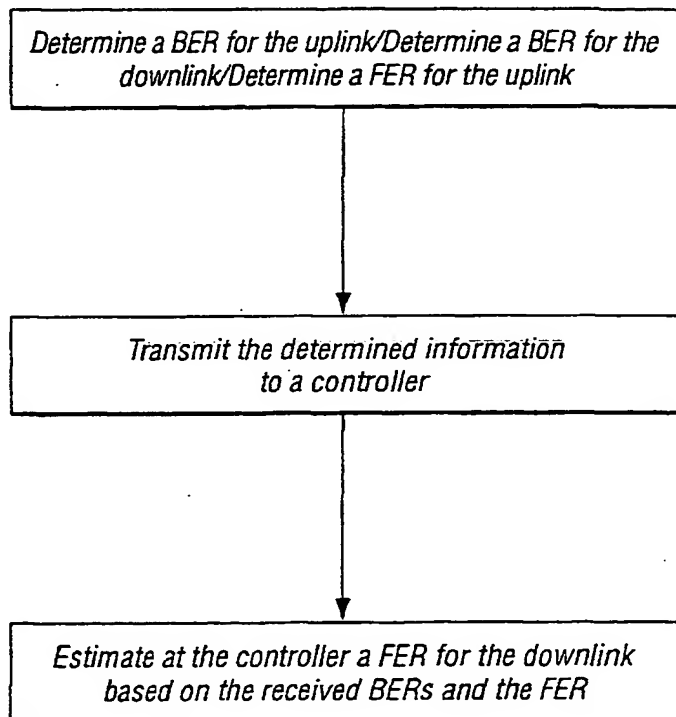 Determine a BER for the uplink/Determine a BER for the
downlink/Determine a FER for the uplink
Transmit the determined information
to a controller
Estimate at the controller a FER for the downlink
based on the received BERs and the FER